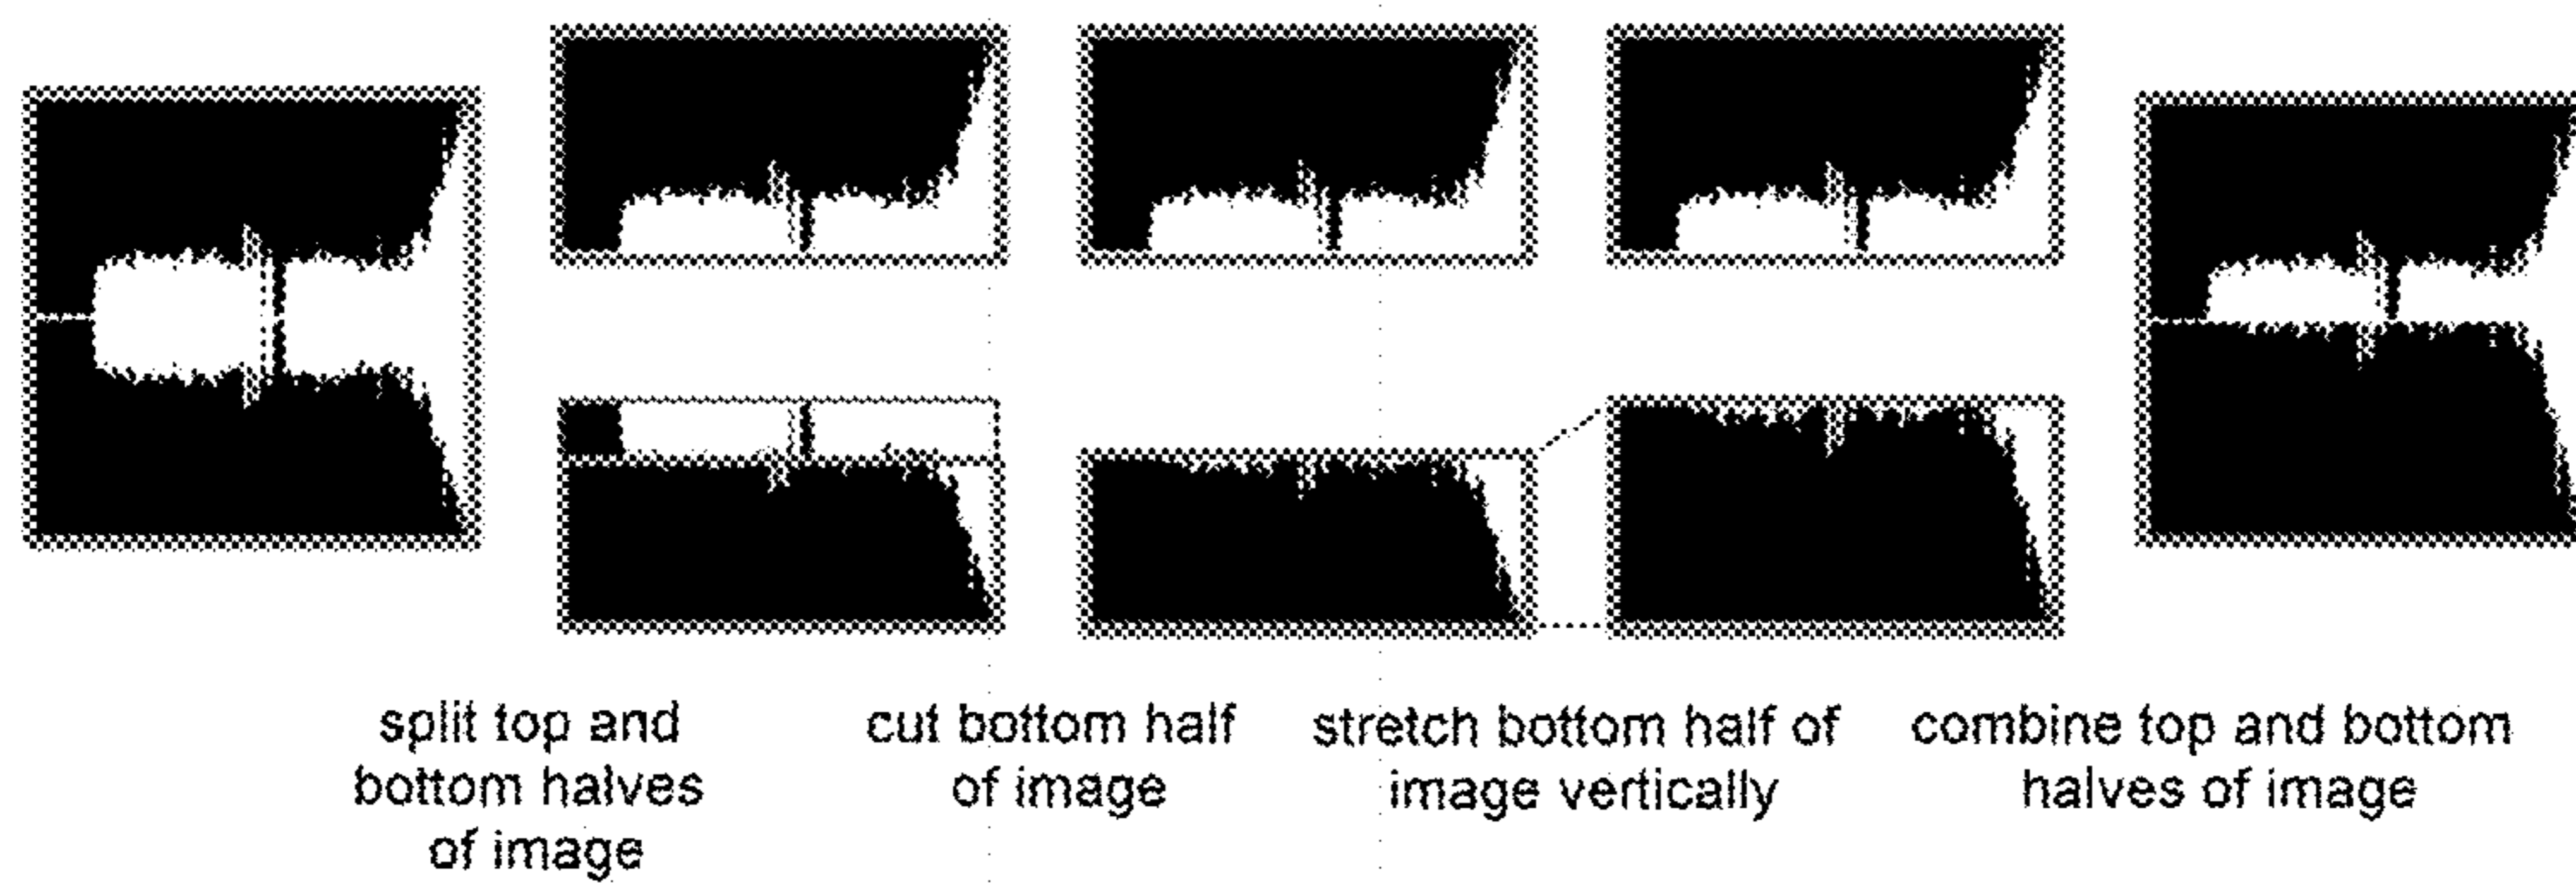 split top and
bottom halves
of image
cut bottom half
of image
stretch bottom half of
image vertically
combine top and bottom
halves of image